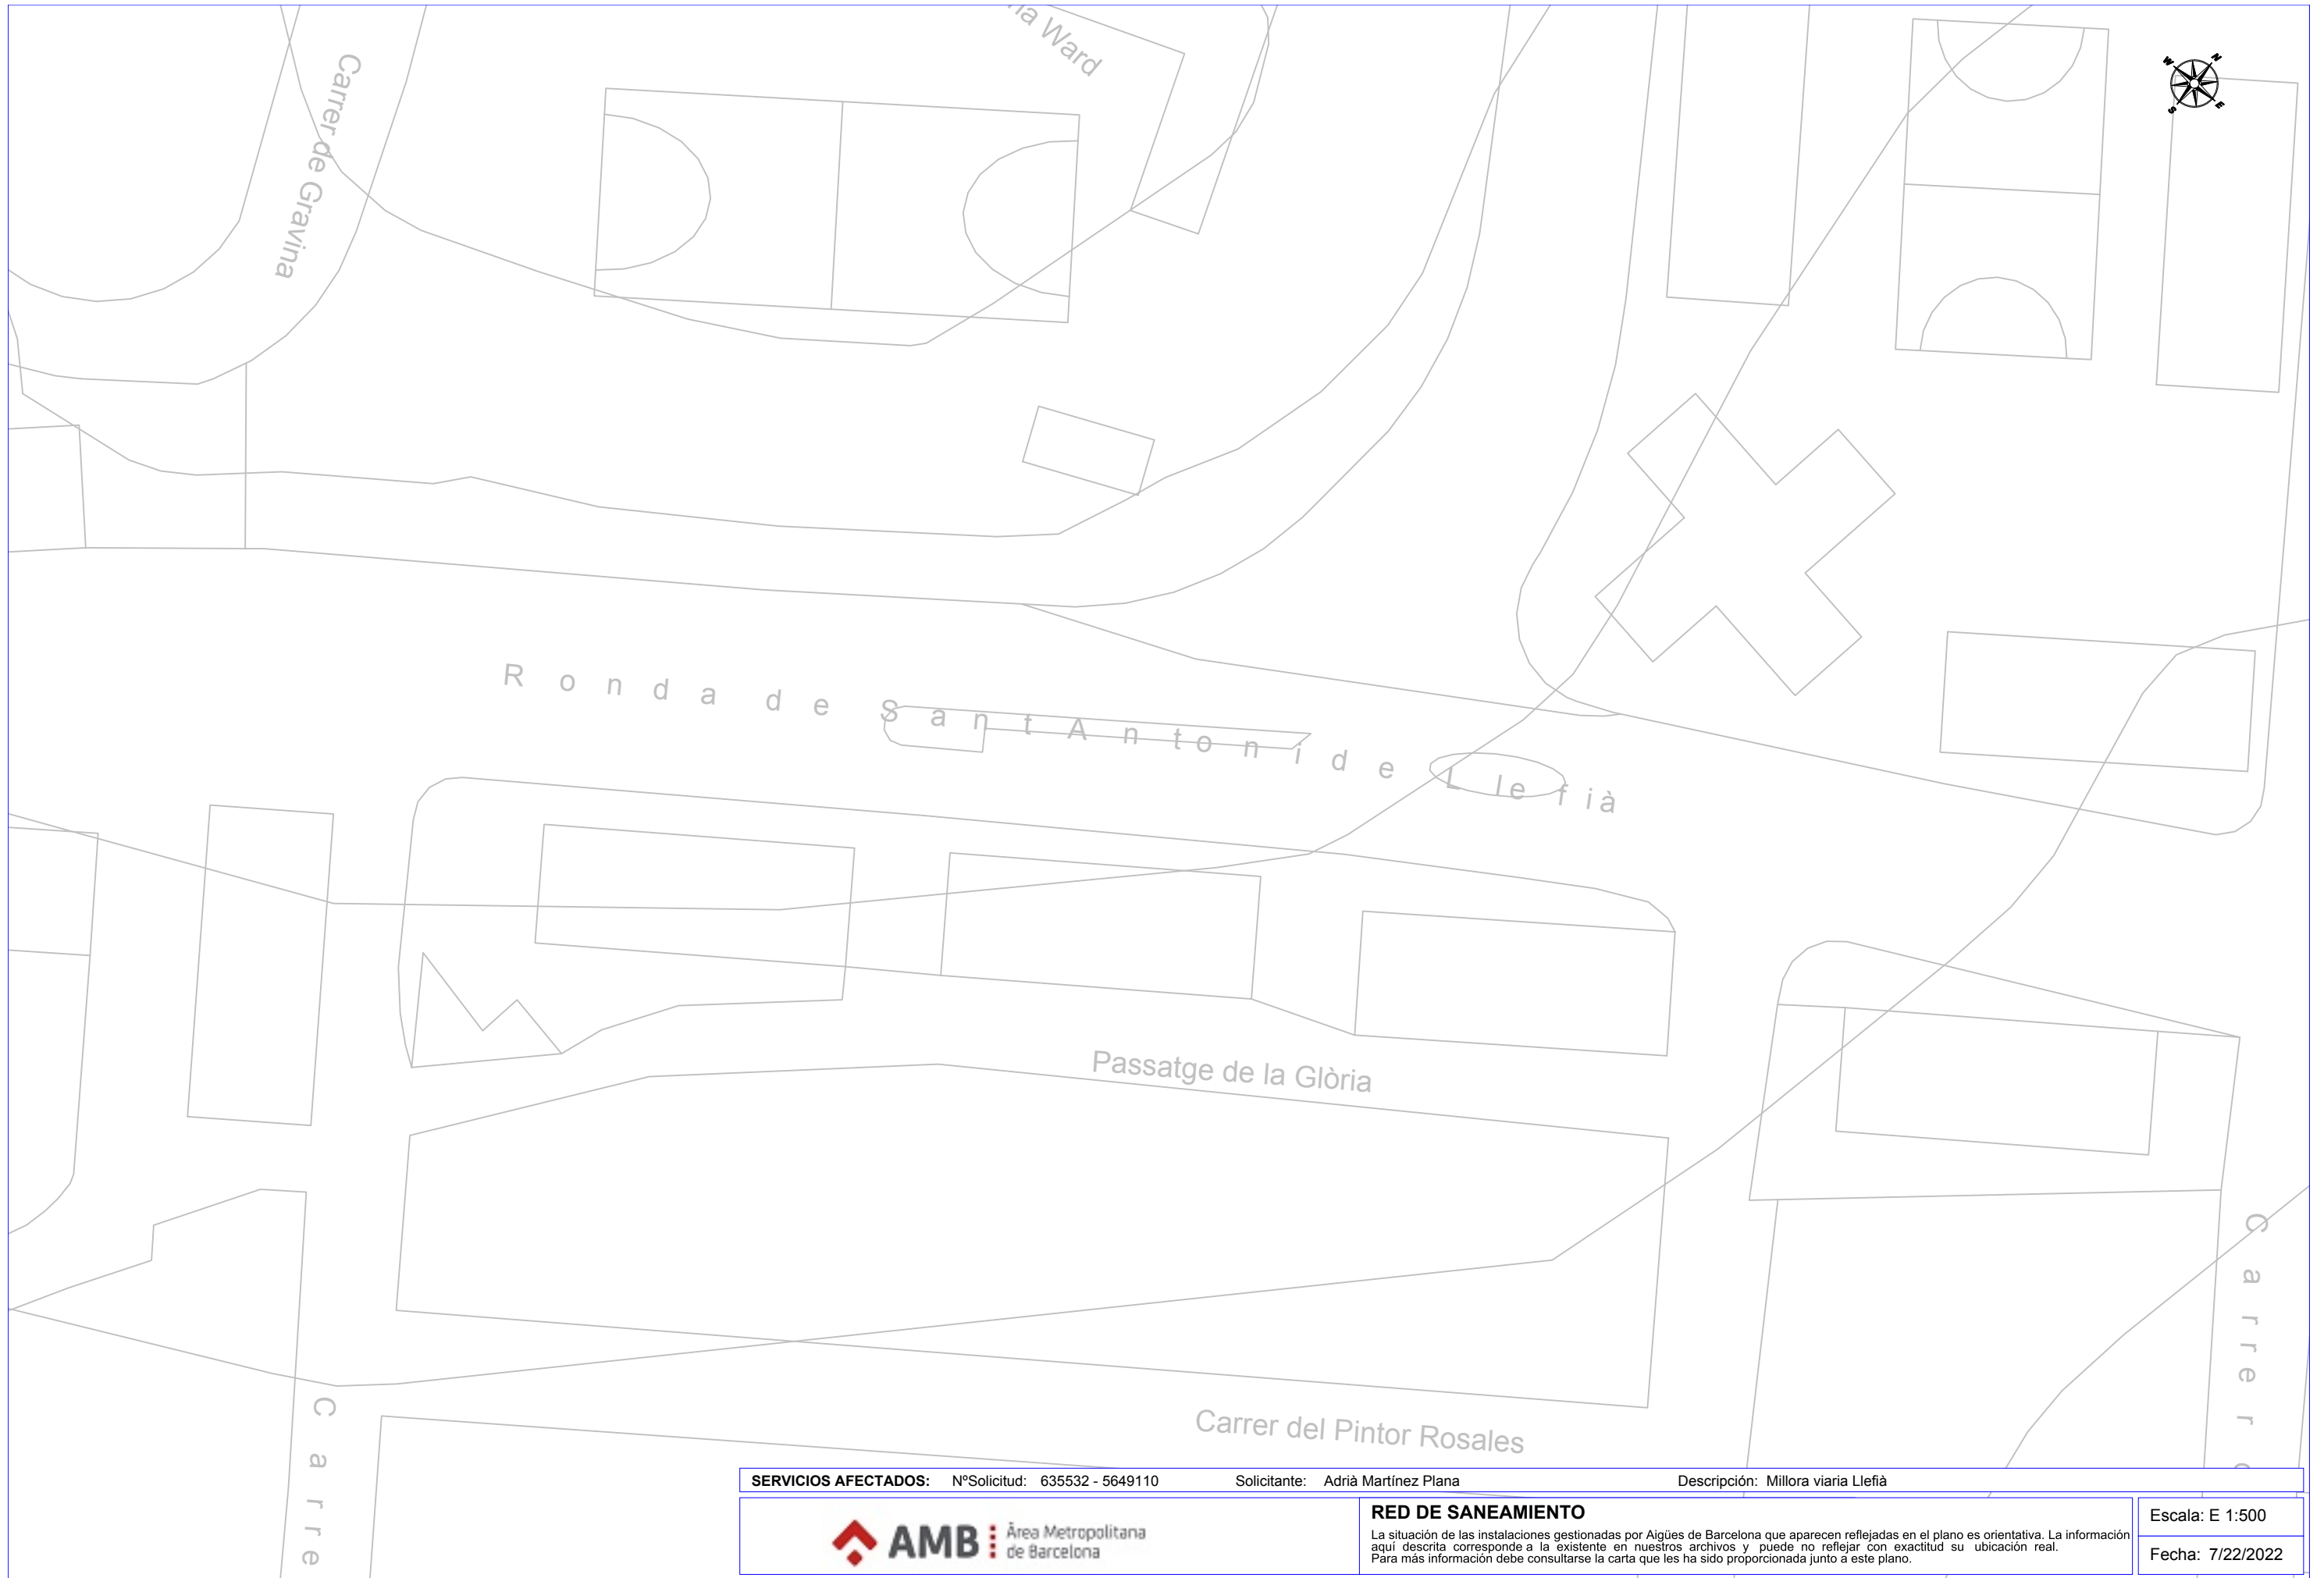 na Ward
Carrer de Gravina
N
W
E
S
Ronda de Sant Antoni de Llefià
Passatge de la Glòria
Carrer
Carrer del Pintor Rosales
Carre
SERVICIOS AFECTADOS: NºSolicitud: 635532 - 5649110 Solicitante: Adrià Martínez Plana Descripción: Millora viaria Llefià
AMB Àrea Metropolitana
de Barcelona
RED DE SANEAMIENTO
La situación de las instalaciones gestionadas por Aigües de Barcelona que aparecen reflejadas en el plano es orientativa. La información
aquí descrita corresponde a la existente en nuestros archivos y puede no reflejar con exactitud su ubicación real.
Para más información debe consultarse la carta que les ha sido proporcionada junto a este plano.
Escala: E 1:500
Fecha: 7/22/2022